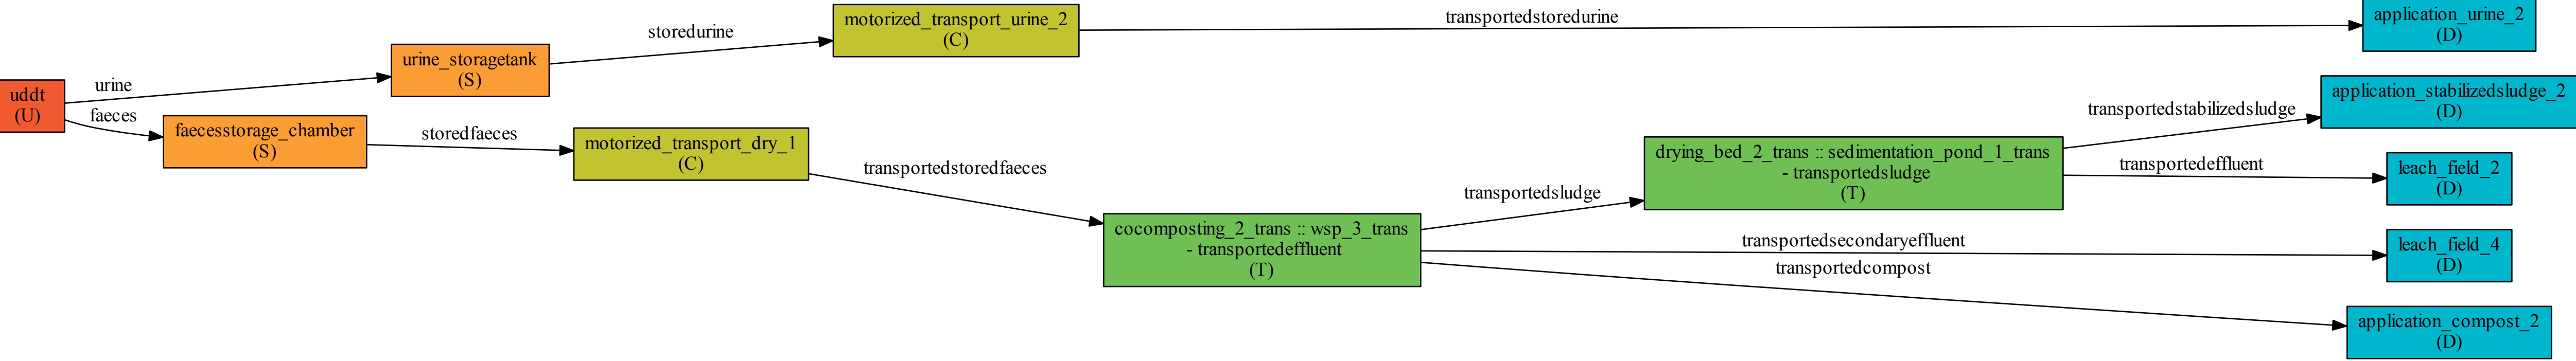 uddt
(U)
urine
faeces
urine_storagetank
(S)
faecesstorage_chamber
(S)
storedurine
storedfaeces
motorized_transport_urine_2
(C)
motorized_transport_dry_1
(C)
transportedstoredurine
transportedstoredfaeces
cocomposting_2_trans :: wsp_3_trans
- transportedeffluent
(T)
transportedsludge
transportedsecondaryeffluent
transportedcompost
drying_bed_2_trans :: sedimentation_pond_1_trans
- transportedsludge
(T)
transportedstabilizedsludge
transportedeffluent
application_urine_2
(D)
application_stabilizedsludge_2
(D)
leach_field_2
(D)
leach_field_4
(D)
application_compost_2
(D)